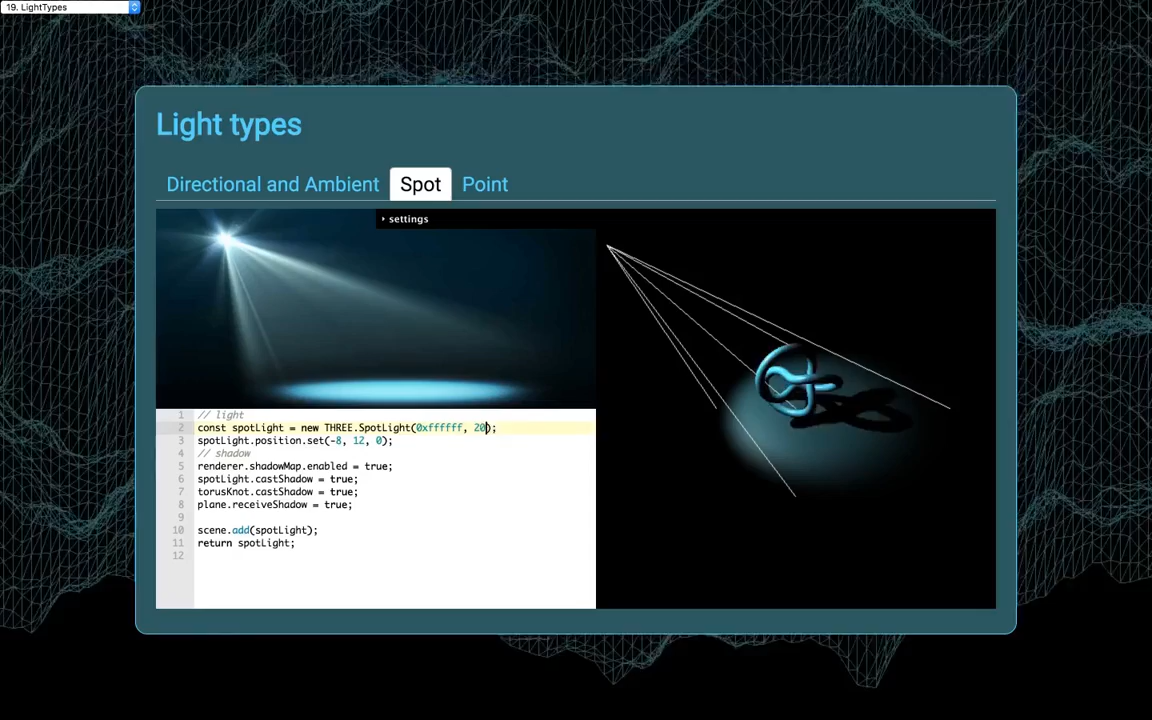 19. LightTypes
Light types
Directional and Ambient Spot Point
settings
1 // light
2 const spotLight = new THREE.SpotLight(0xffffff, 20);
3 spotLight.position.set(-8, 12, 0);
4 // shadow
5 renderer.shadowMap.enabled = true;
6 spotLight.castShadow = true;
7 torusKnot.castShadow = true;
8 plane.receiveShadow = true;
9
10 scene.add(spotLight);
11 return spotLight;
12